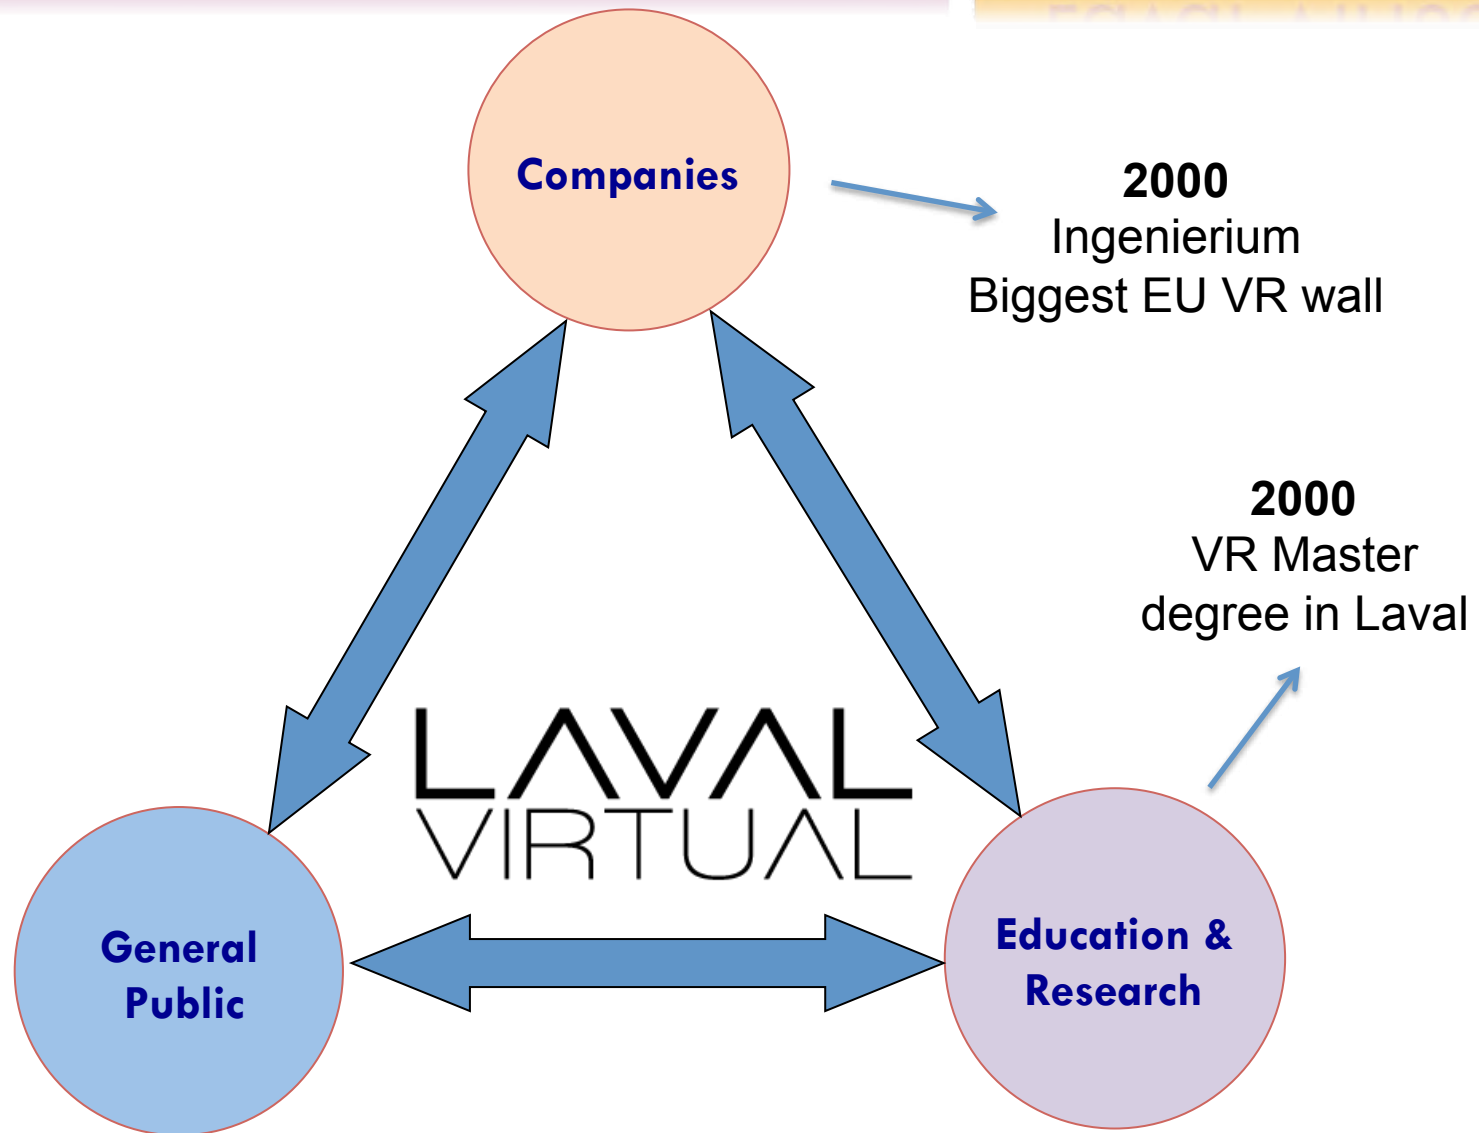 Companies
2000
Ingenierium
Biggest EU VR wall
2000
VR Master
degree in Laval
LAVAL
VIRTUAL
General
Public
Education &
Research